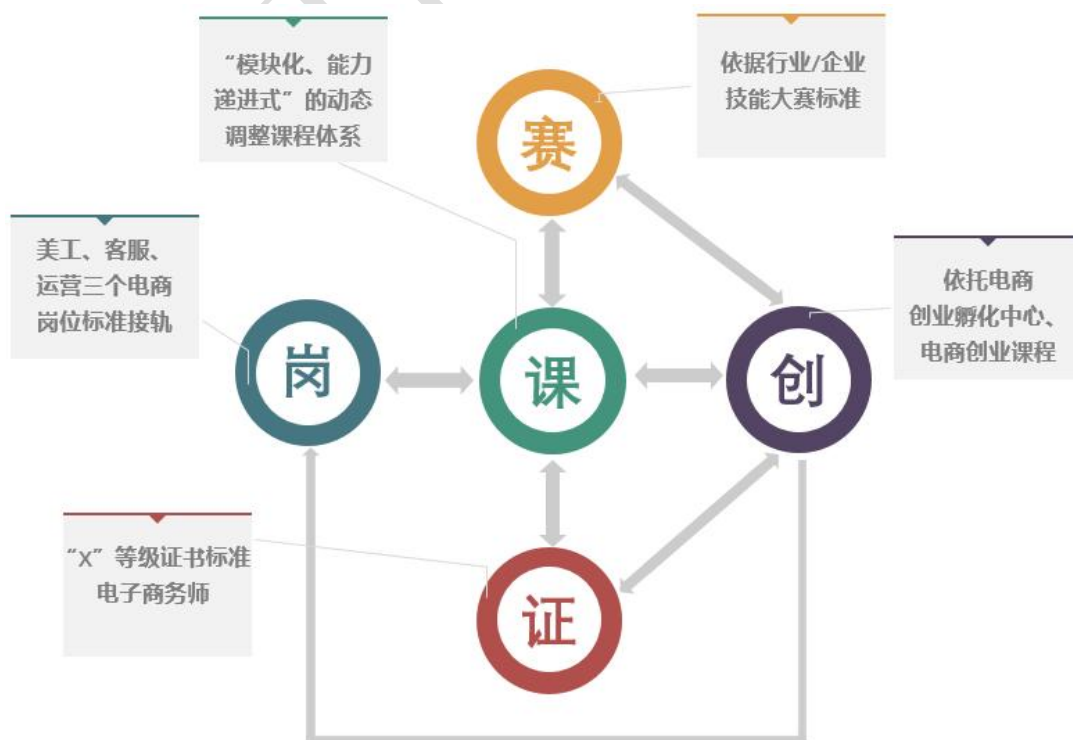 “模块化、能力
递进式”的动态
调整课程体系
依据行业/企业
技能大赛标准
赛
美工、客服、
运营三个电商
岗位标准接轨
依托电商
创业孵化中心、
电商创业课程
岗
课
创
“X”等级证书标准
电子商务师
证